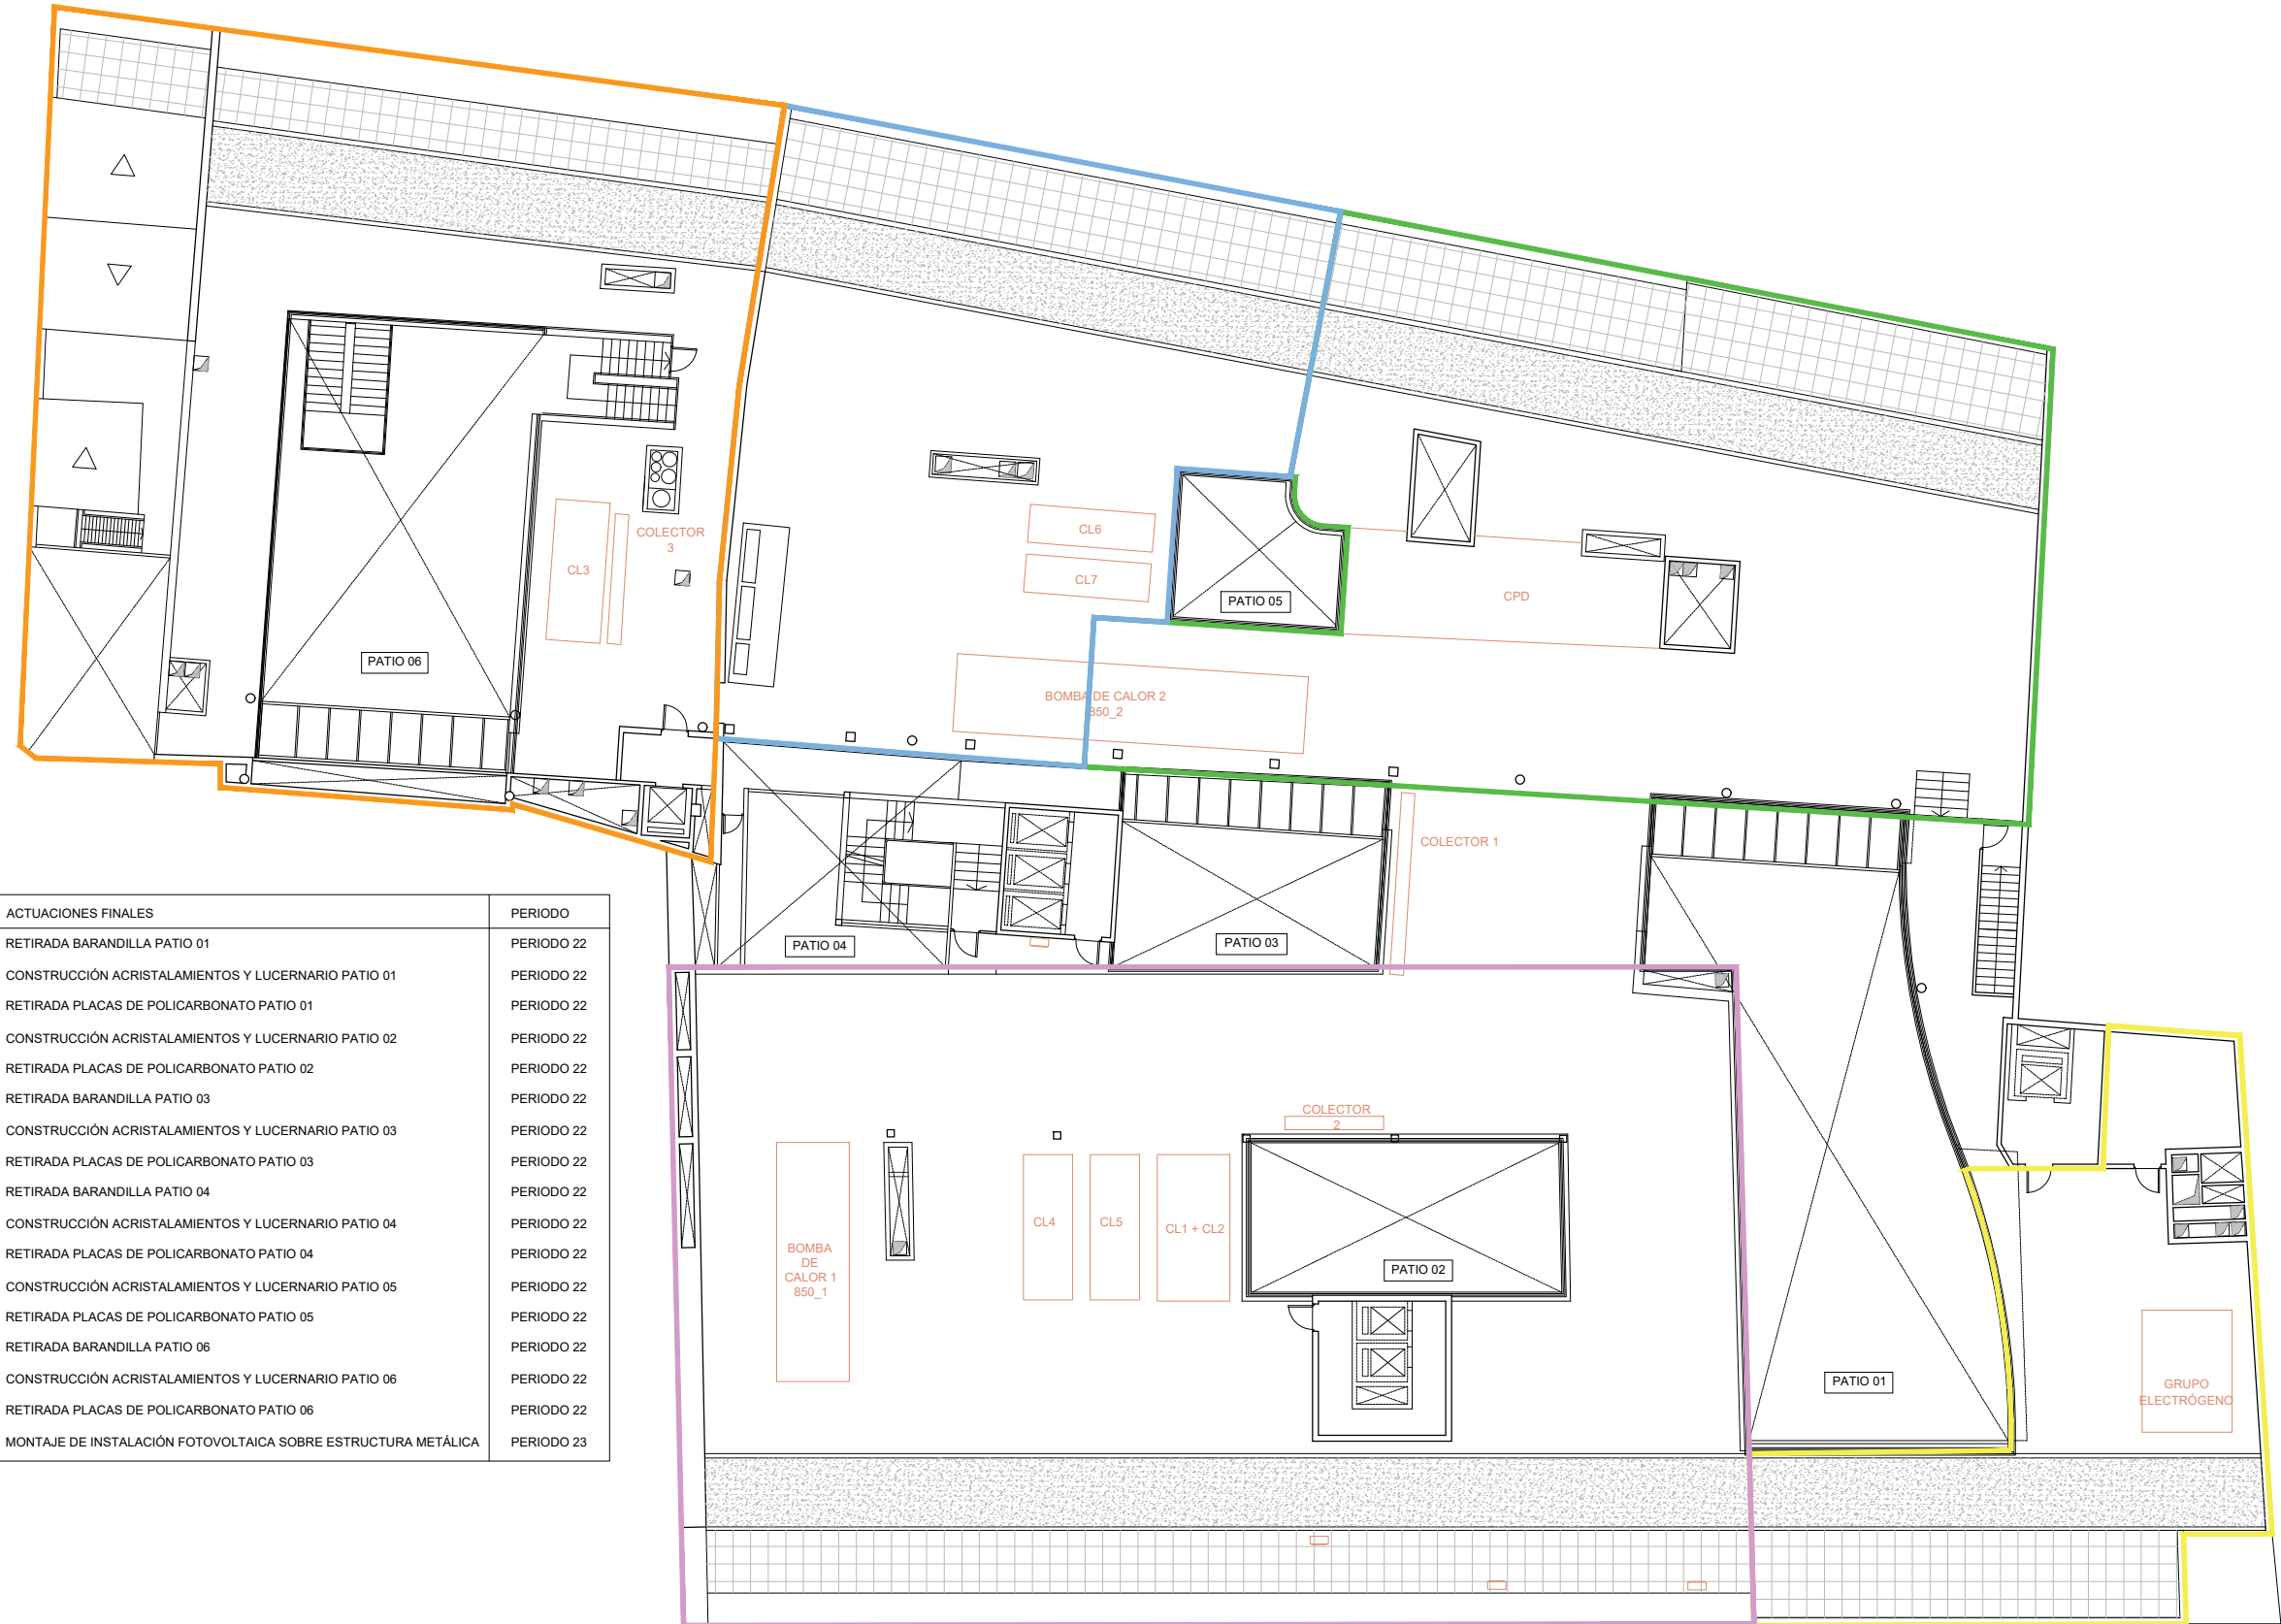 COLECTOR
3
CL3
CL6
CL7
PATIO 05
CPD
PATIO 06
BOMBA DE CALOR 2
850_2
COLECTOR 1
PATIO 04
PATIO 03
ACTUACIONES FINALES PERIODO
RETIRADA BARANDILLA PATIO 01 PERIODO 22
CONSTRUCCIÓN ACRISTALAMIENTOS Y LUCERNARIO PATIO 01 PERIODO 22
RETIRADA PLACAS DE POLICARBONATO PATIO 01 PERIODO 22
CONSTRUCCIÓN ACRISTALAMIENTOS Y LUCERNARIO PATIO 02 PERIODO 22
RETIRADA PLACAS DE POLICARBONATO PATIO 02 PERIODO 22
RETIRADA BARANDILLA PATIO 03 PERIODO 22
CONSTRUCCIÓN ACRISTALAMIENTOS Y LUCERNARIO PATIO 03 PERIODO 22
RETIRADA PLACAS DE POLICARBONATO PATIO 03 PERIODO 22
RETIRADA BARANDILLA PATIO 04 PERIODO 22
CONSTRUCCIÓN ACRISTALAMIENTOS Y LUCERNARIO PATIO 04 PERIODO 22
RETIRADA PLACAS DE POLICARBONATO PATIO 04 PERIODO 22
CONSTRUCCIÓN ACRISTALAMIENTOS Y LUCERNARIO PATIO 05 PERIODO 22
RETIRADA PLACAS DE POLICARBONATO PATIO 05 PERIODO 22
RETIRADA BARANDILLA PATIO 06 PERIODO 22
CONSTRUCCIÓN ACRISTALAMIENTOS Y LUCERNARIO PATIO 06 PERIODO 22
RETIRADA PLACAS DE POLICARBONATO PATIO 06 PERIODO 22
MONTAJE DE INSTALACIÓN FOTOVOLTAICA SOBRE ESTRUCTURA METÁLICA PERIODO 23
COLECTOR
2
CL4
CL5
CL1 + CL2
BOMBA
DE
CALOR 1
850_1
PATIO 02
PATIO 01
GRUPO
ELECTRÓGENO